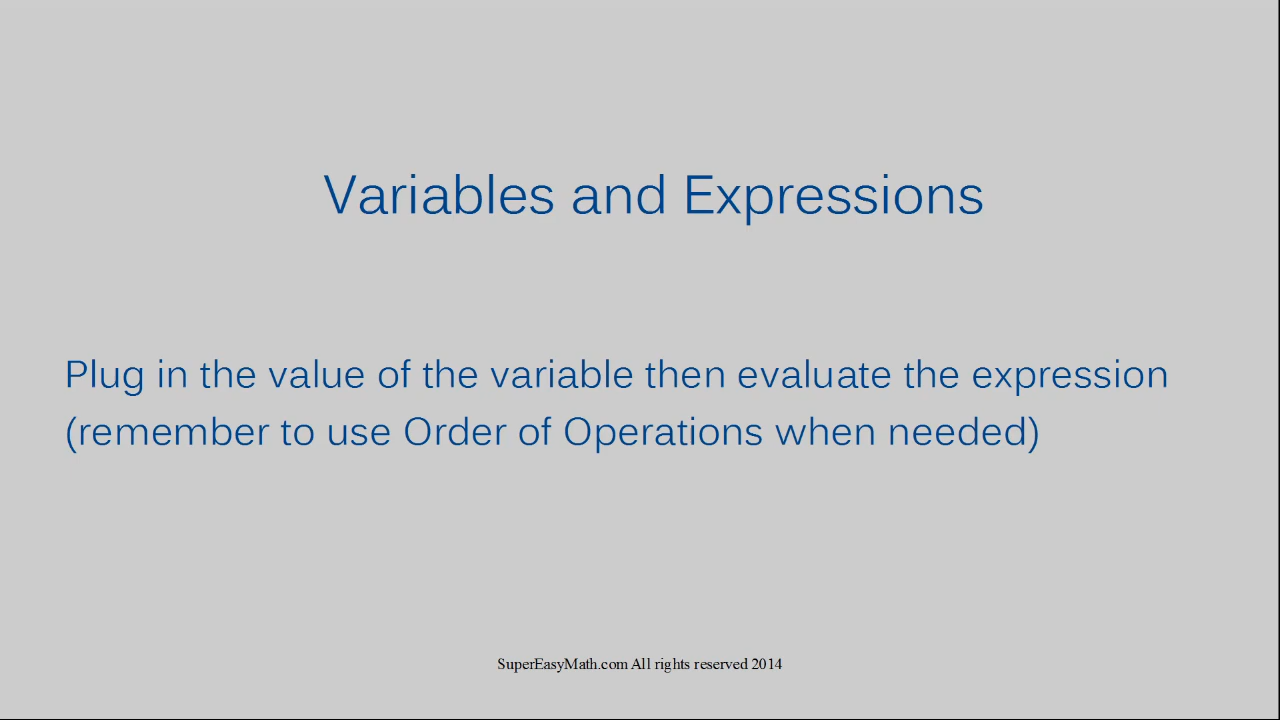 Variables and Expressions
Plug in the value of the variable then evaluate the expression
(remember to use Order of Operations when needed)
SuperEasyMath.com All rights reserved 2014